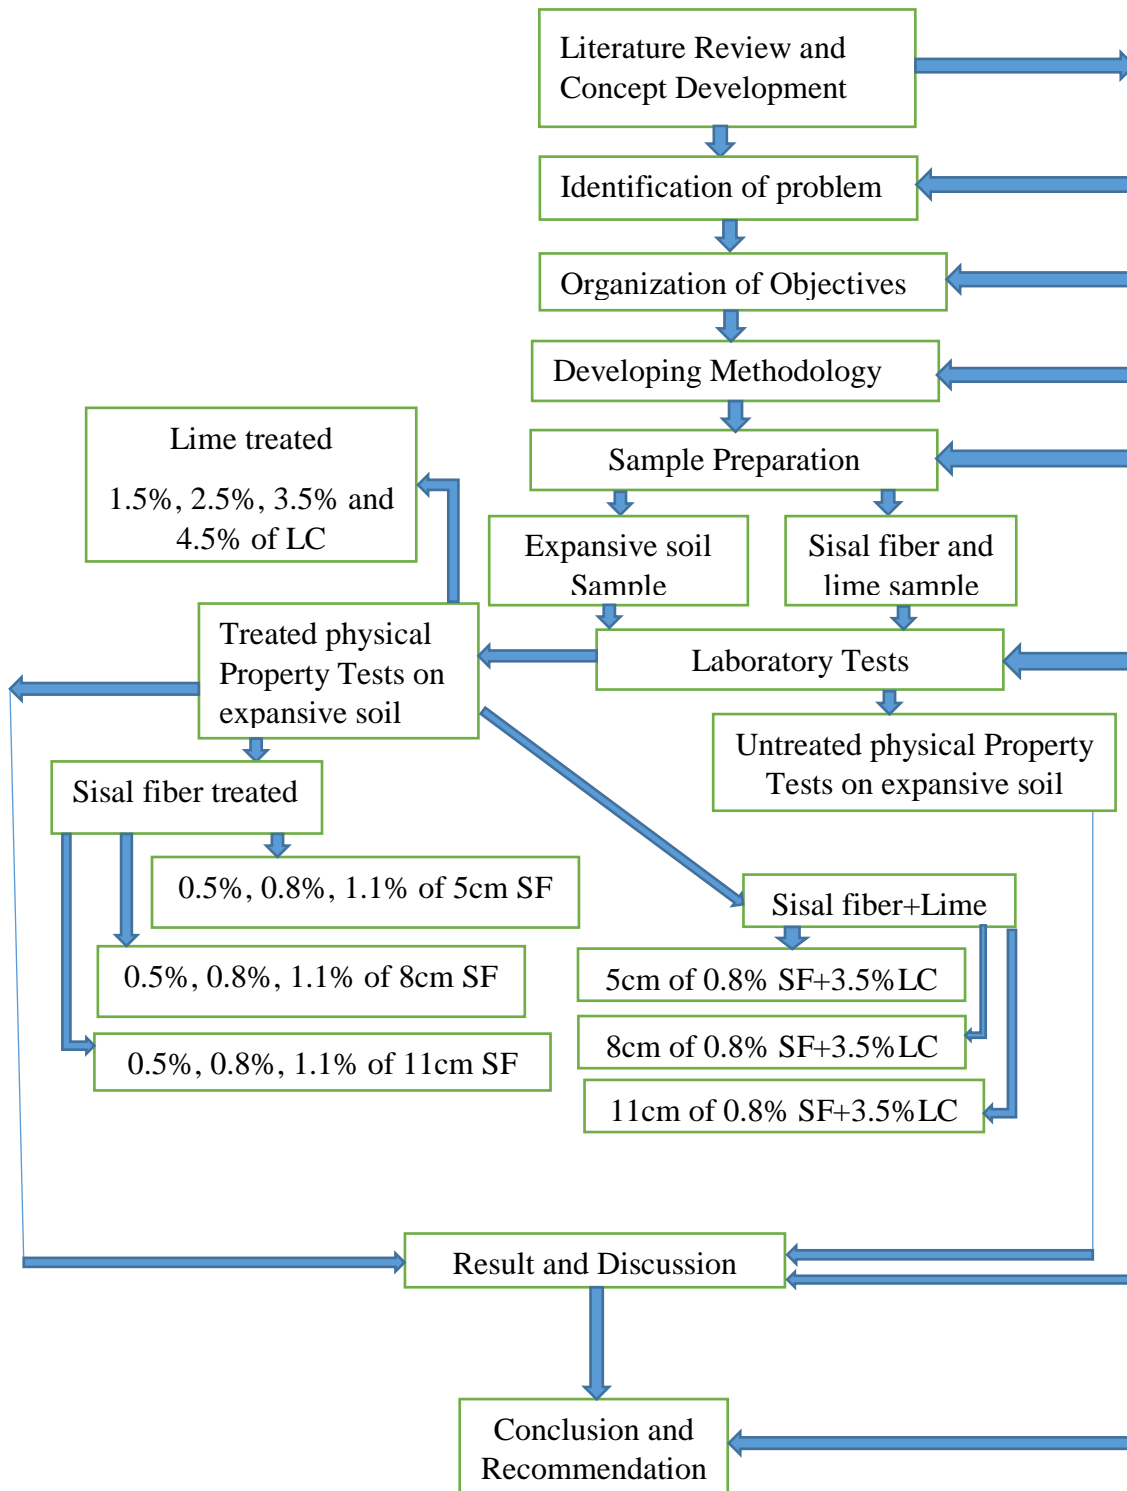 Literature Review and
Concept Development
Identification of problem
Organization of Objectives
Developing Methodology
Lime treated
1.5%, 2.5%, 3.5% and
4.5% of LC
Sample Preparation
Expansive soil
Sample
Sisal fiber and
lime sample
Treated physical
Property Tests on
expansive soil
Laboratory Tests
Untreated physical Property
Tests on expansive soil
Sisal fiber treated
0.5%, 0.8%, 1.1% of 5cm SF
0.5%, 0.8%, 1.1% of 8cm SF
0.5%, 0.8%, 1.1% of 11cm SF
Sisal fiber+Lime
5cm of 0.8% SF+3.5%LC
8cm of 0.8% SF+3.5%LC
11cm of 0.8% SF+3.5%LC
Result and Discussion
Conclusion and
Recommendation